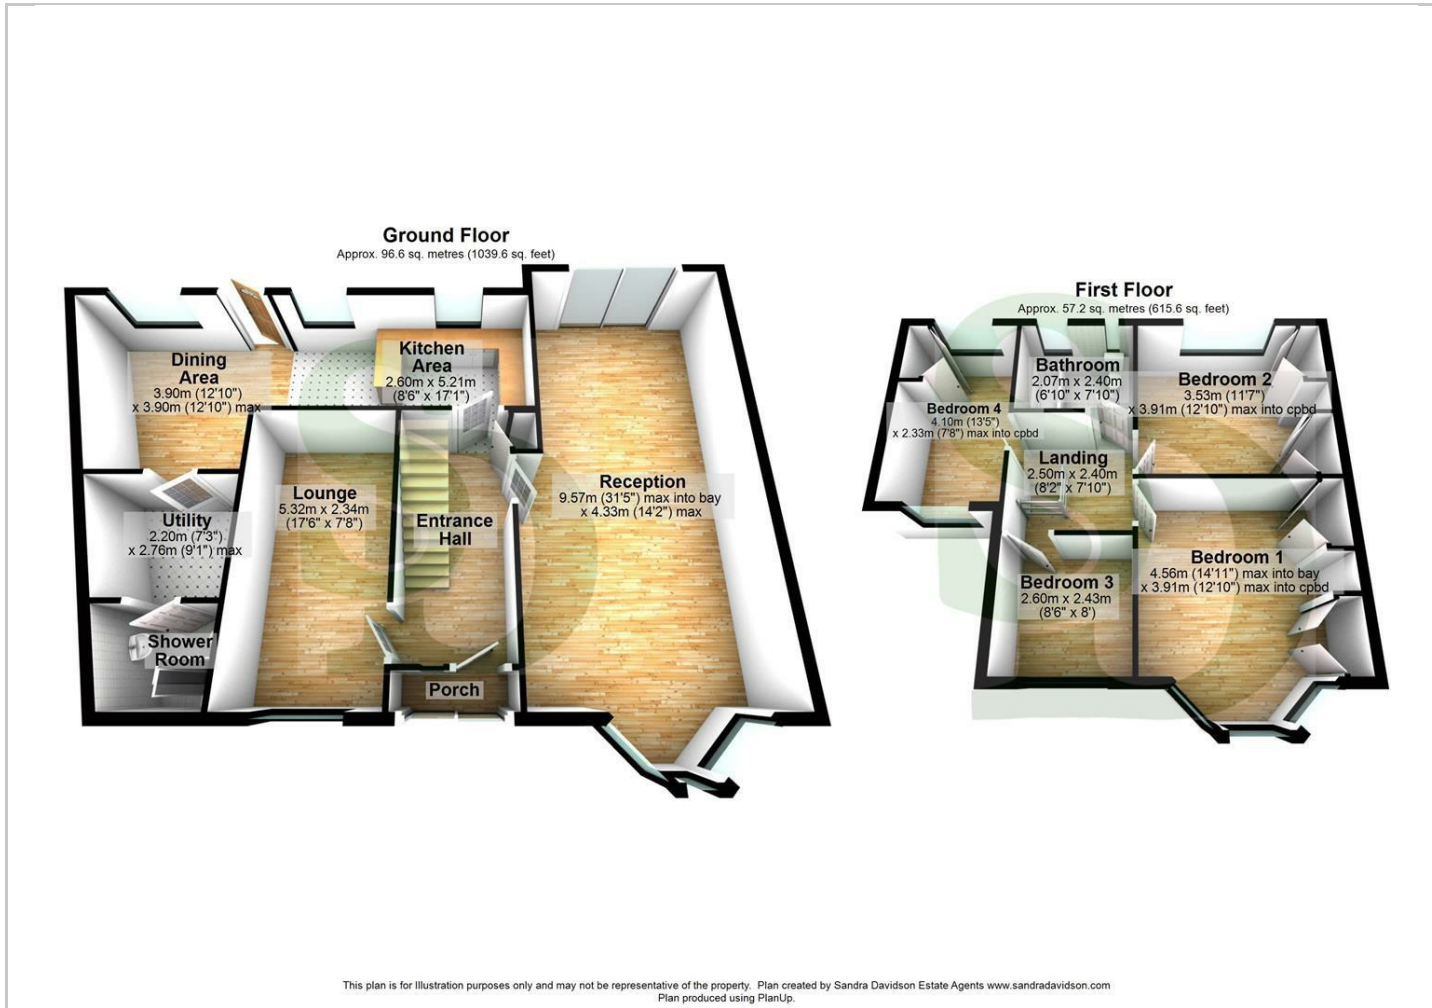 Ground Floor
Approx. 96.6 sq. metres (1039.6 sq. feet)
Dining
Area
3.90m (12'10")
x 3.90m (12'10") max
Kitchen
Area
2.60m x 5.21m
(8'6" x 17'1")
Utility
2.20m (7'3")
x 2.76m (9'1") max
Lounge
5.32m x 2.34m
(17'6" x 7'8")
Entrance
Hall
Reception
9.57m (31'5") max into bay
x 4.33m (14'2") max
Shower
Room
Porch
First Floor
Approx. 57.2 sq. metres (615.6 sq. feet)
Bathroom
2.07m x 2.40m
(6'10" x 7'10")
Bedroom 2
3.53m (11'7")
x 3.91m (12'10") max into cpbd
Bedroom 4
4.10m (13'5")
x 2.33m (7'8") max into cpbd
Landing
2.50m x 2.40m
(8'2" x 7'10")
Bedroom 3
2.60m x 2.43m
(8'6" x 8')
Bedroom 1
4.56m (14'11") max into bay
x 3.91m (12'10") max into cpbd
This plan is for Illustration purposes only and may not be representative of the property. Plan created by Sandra Davidson Estate Agents www.sandradavidson.com
Plan produced using PlanUp.